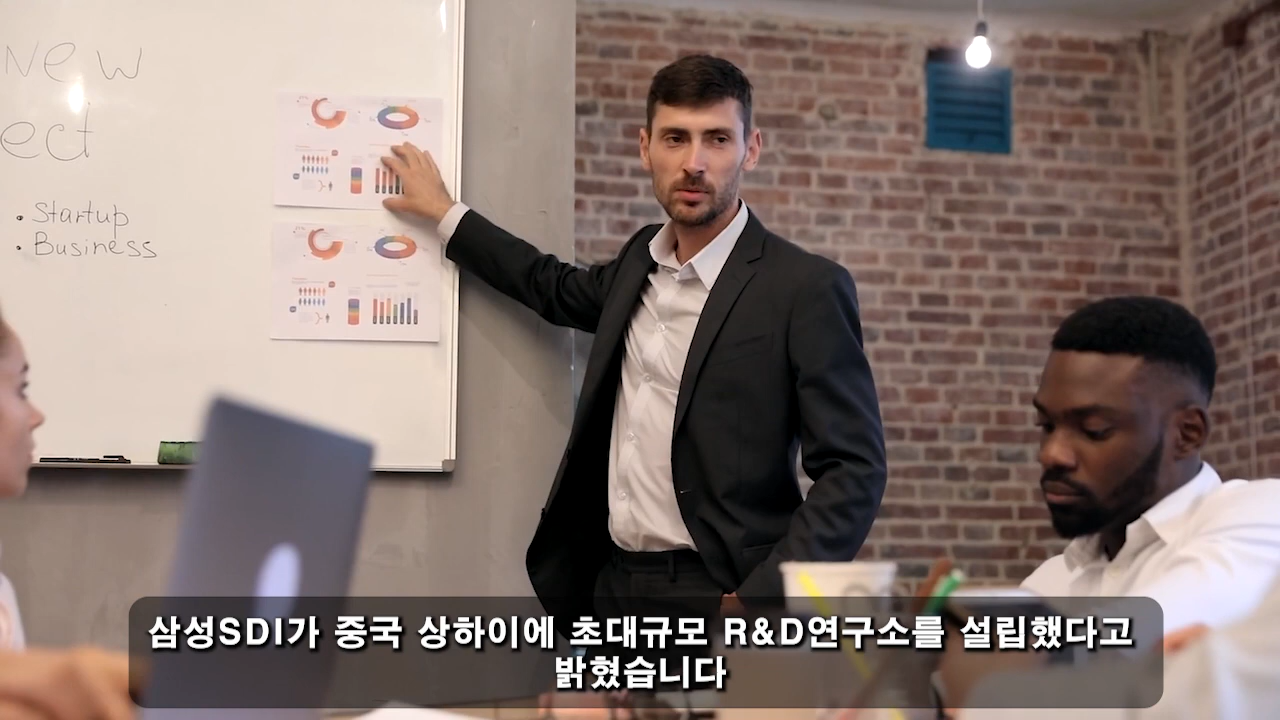 new
ect
• Startup
• Business
삼성SDI가 중국 상하이에 초대규모 R&D연구소를 설립했다고
밝혔습니다